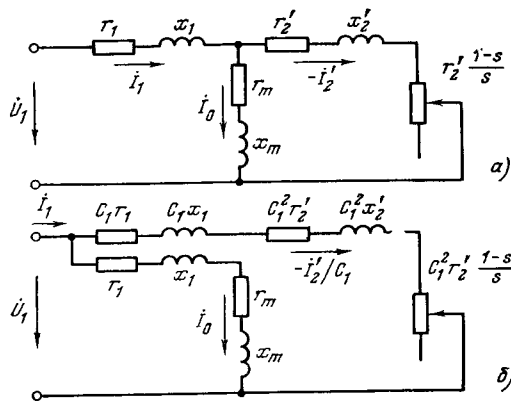 r₁ x₁ r₂′ x₂′
İ₁ -İ₂′ r₂′ 1-s/s
U̇₁ İ₀ rₘ
xₘ
а)
İ₁ C₁r₁ C₁x₁ C₁²r₂′ C₁²x₂′
r₁ x₁ -İ₂′/C₁ C₁²r₂′ 1-s/s
U̇₁ İ₀ rₘ
xₘ
б)